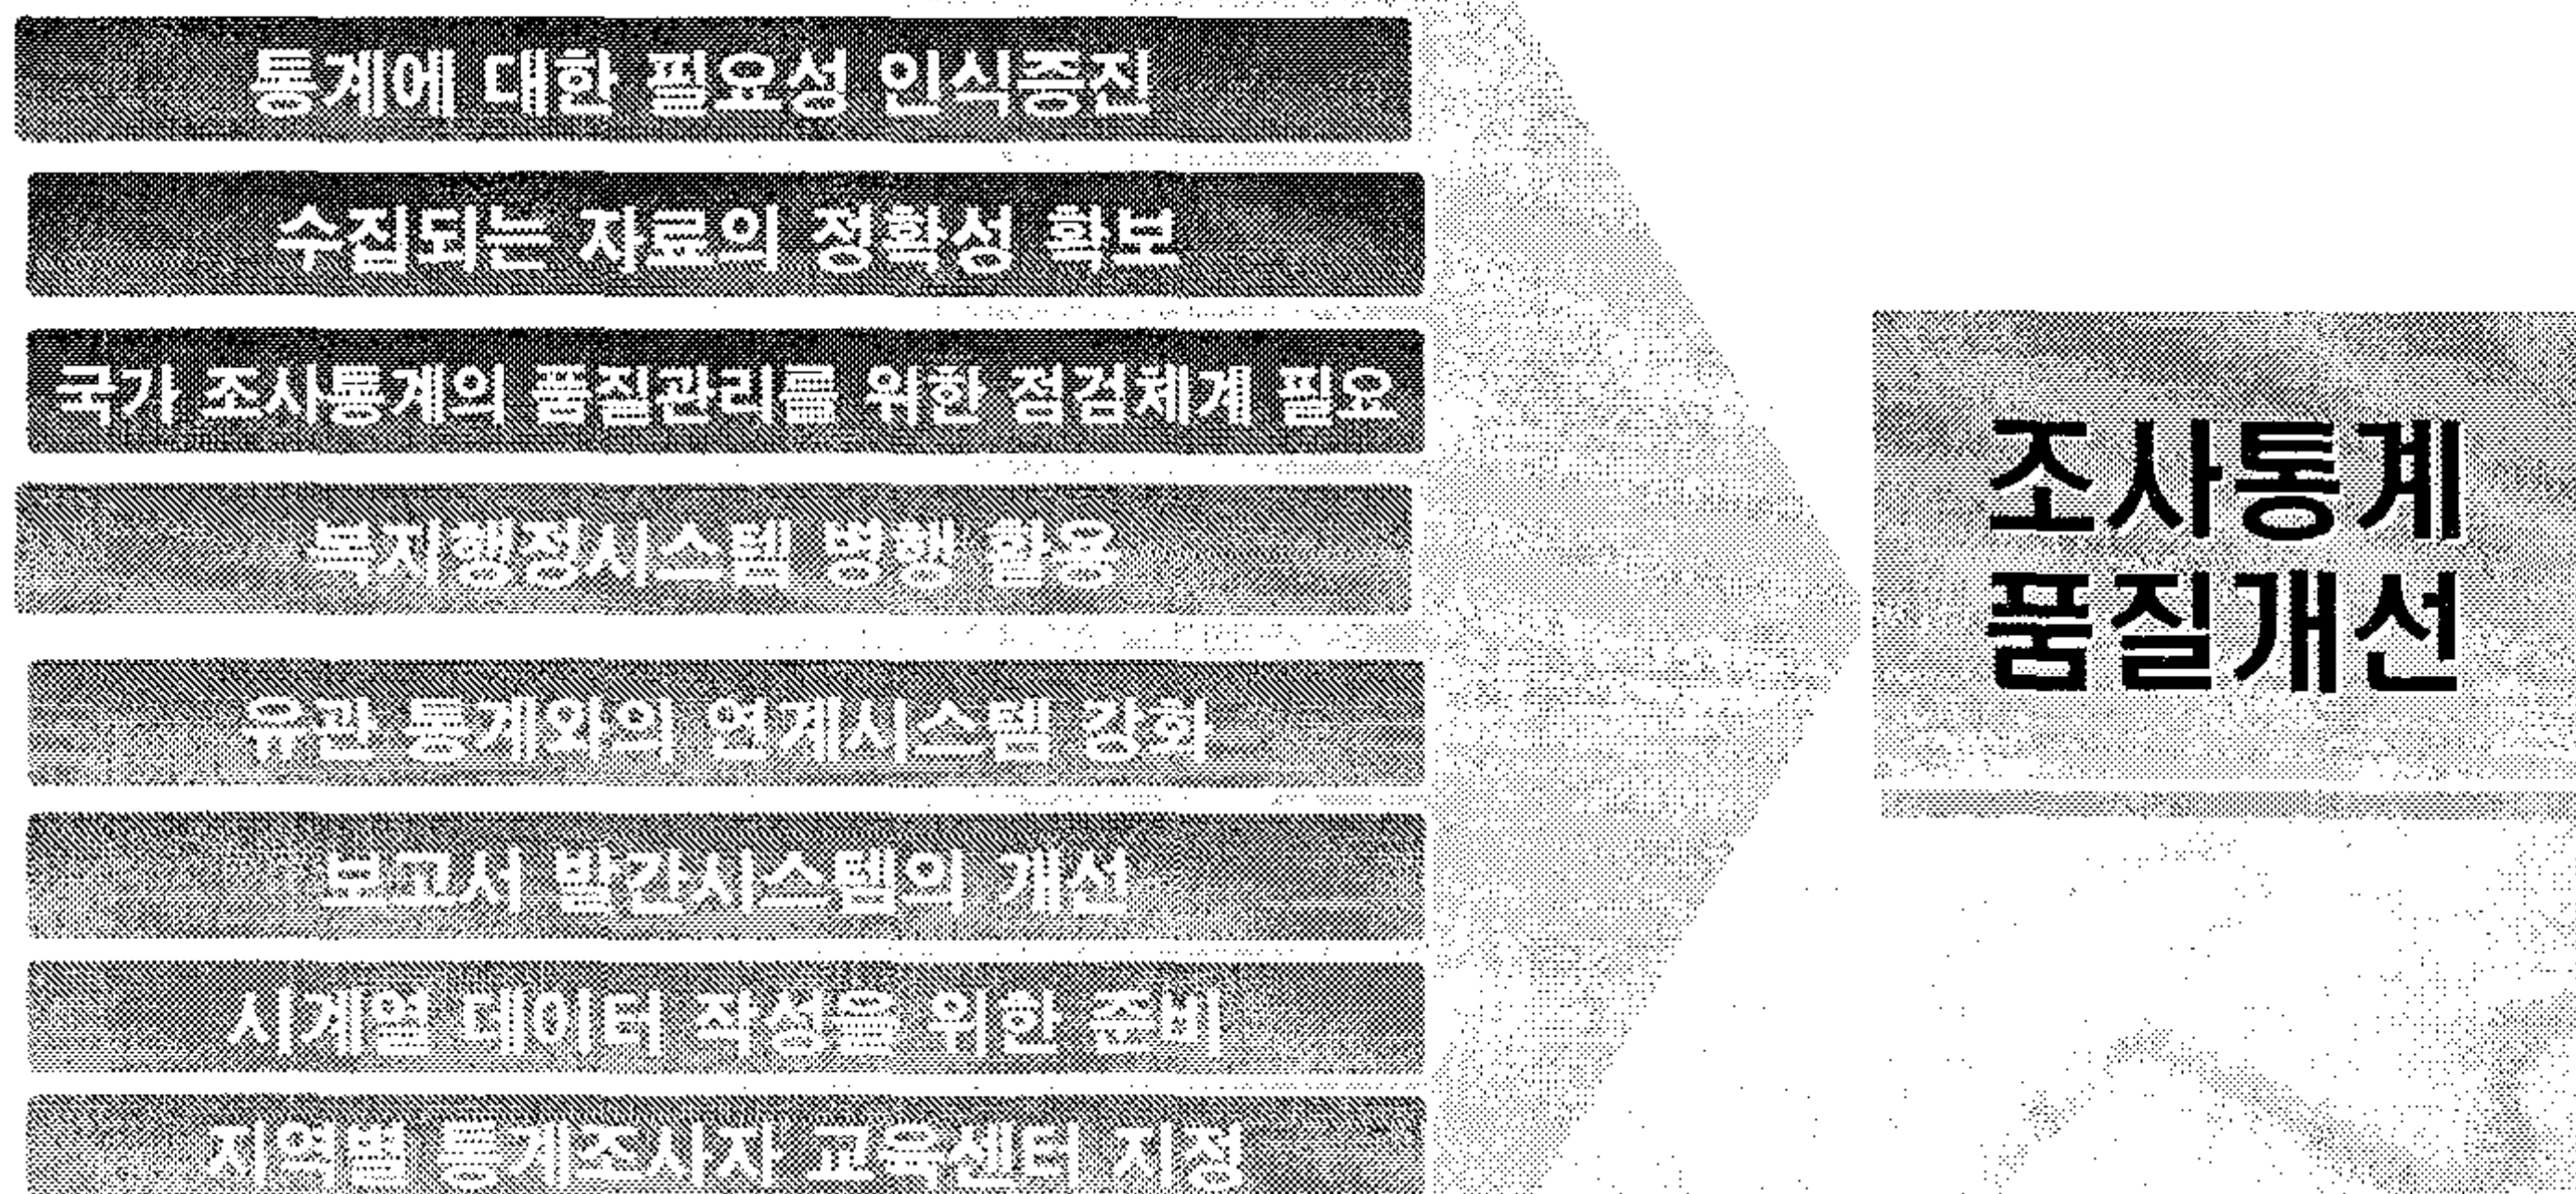 통계에 대한 필요성 인식증진
수집되는 자료의 정확성 확보
국가 조사통계의 품질관리를 위한 점검체계 필요
복지행정시스템 병행 활용
유관 통계와의 연계시스템 강화
보고서 발간시스템의 개선
시계열 데이터 작성을 위한 준비
지역별 통계조사자 교육센터 지정
조사통계
품질개선